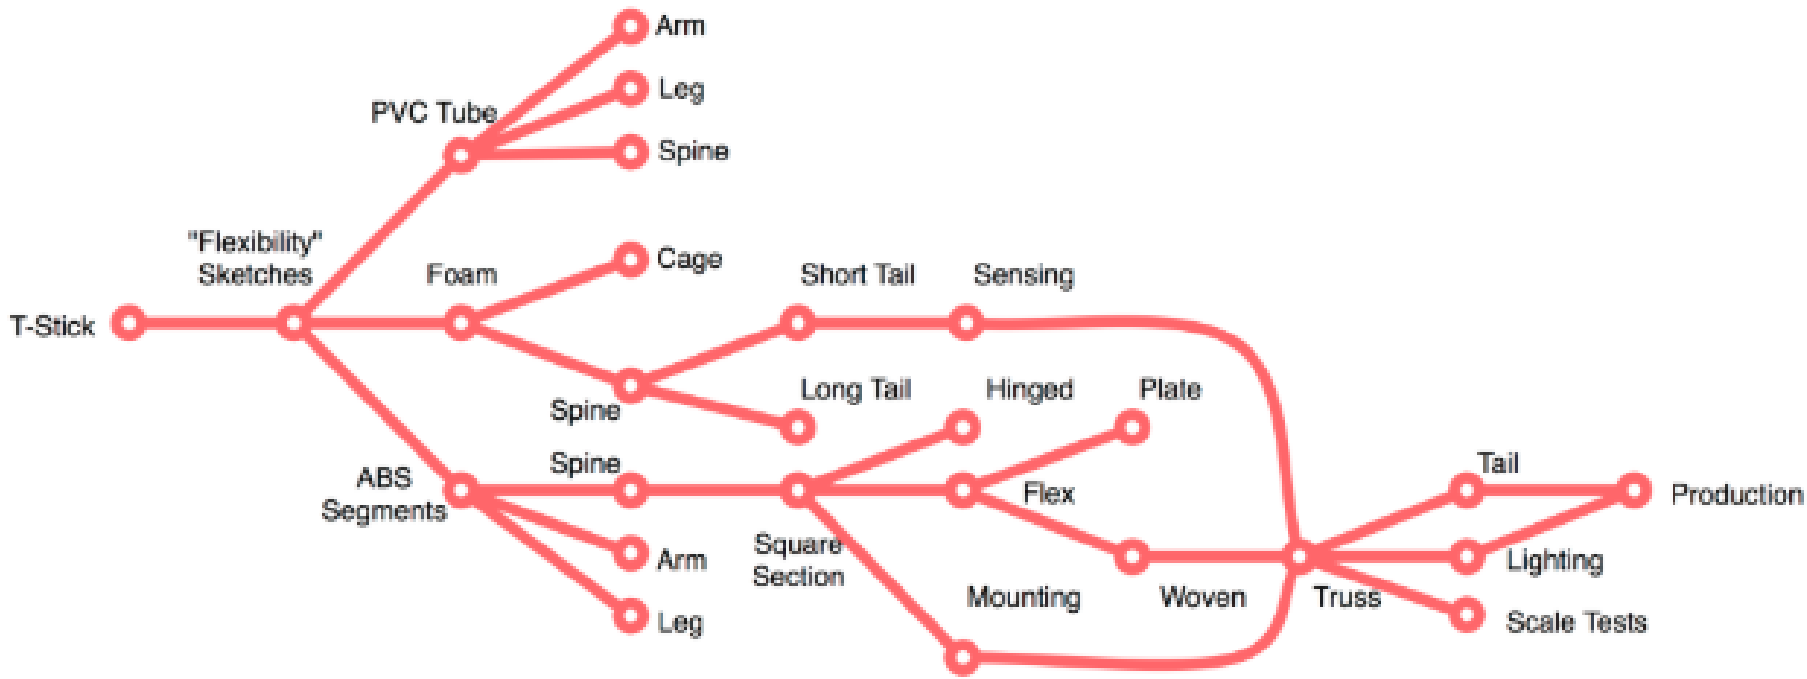 Arm
PVC Tube
Leg
Spine
"Flexibility"
Sketches
Foam
Cage
Short Tail
Sensing
T-Stick
Spine
Long Tail
Hinged
Plate
ABS
Segments
Spine
Flex
Tail
Production
Arm
Square
Section
Leg
Mounting
Woven
Truss
Lighting
Scale Tests